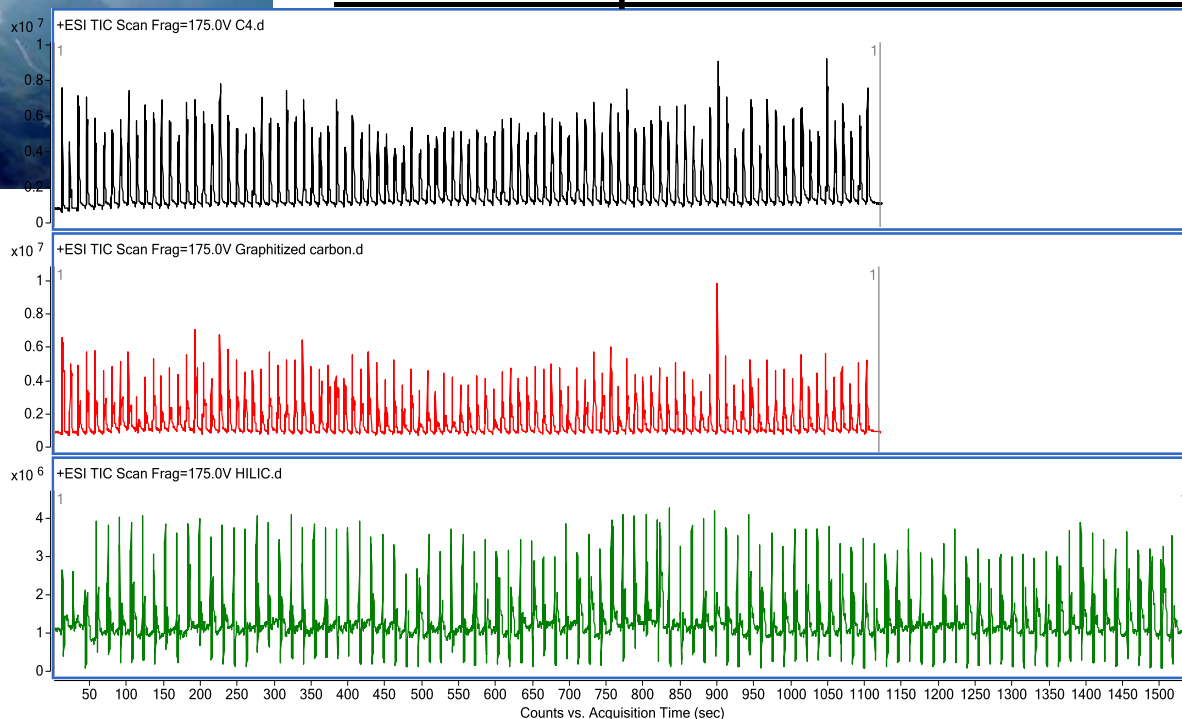 x10 7
+ESI TIC Scan Frag=175.0V C4.d
1
1
1
0.8
0.6
0.4
0.2
0
x10 7
+ESI TIC Scan Frag=175.0V Graphitized carbon.d
1
1
1
0.8
0.6
0.4
0.2
0
x10 6
+ESI TIC Scan Frag=175.0V HILIC.d
1
4
3
2
1
0
50 100 150 200 250 300 350 400 450 500 550 600 650 700 750 800 850 900 950 1000 1050 1100 1150 1200 1250 1300 1350 1400 1450 1500
Counts vs. Acquisition Time (sec)